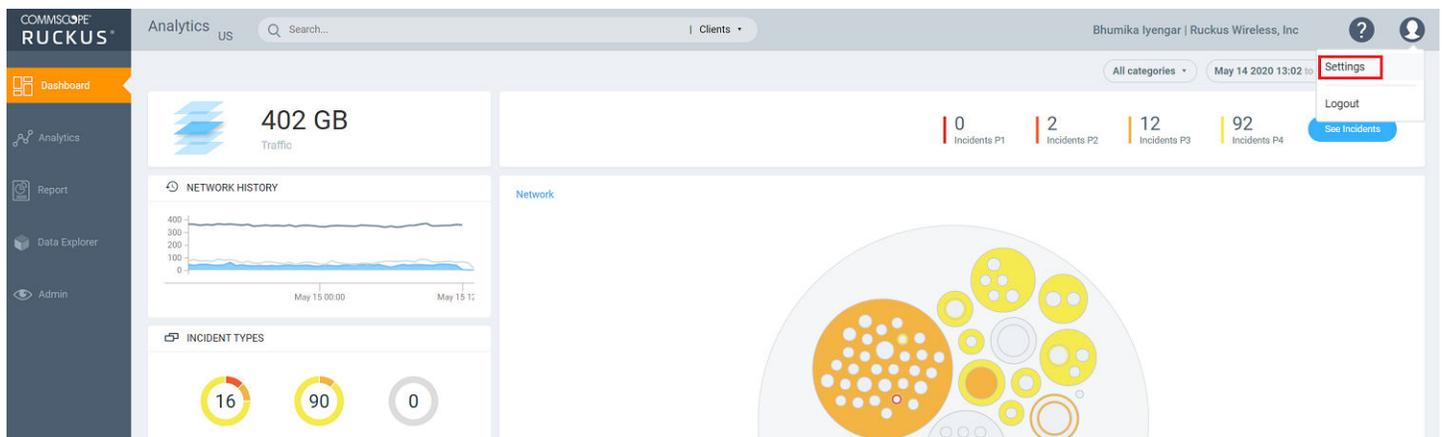 COMMSCOPE®
RUCKUS®
Analytics US
Search...
| Clients
Bhumika Iyengar | Ruckus Wireless, Inc
?
Dashboard
Analytics
Report
Data Explorer
Admin
All categories
May 14 2020 13:02 to
Settings
Logout
402 GB
Traffic
0
Incidents P1
2
Incidents P2
12
Incidents P3
92
Incidents P4
See Incidents
NETWORK HISTORY
400
300
200
100
0
May 15 00:00
May 15 12
Network
INCIDENT TYPES
16
90
0